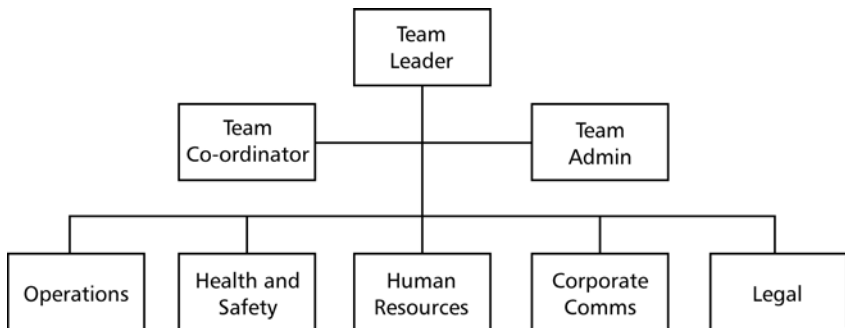 Team
Leader
Team
Co-ordinator
Team
Admin
Operations
Health and
Safety
Human
Resources
Corporate
Comms
Legal